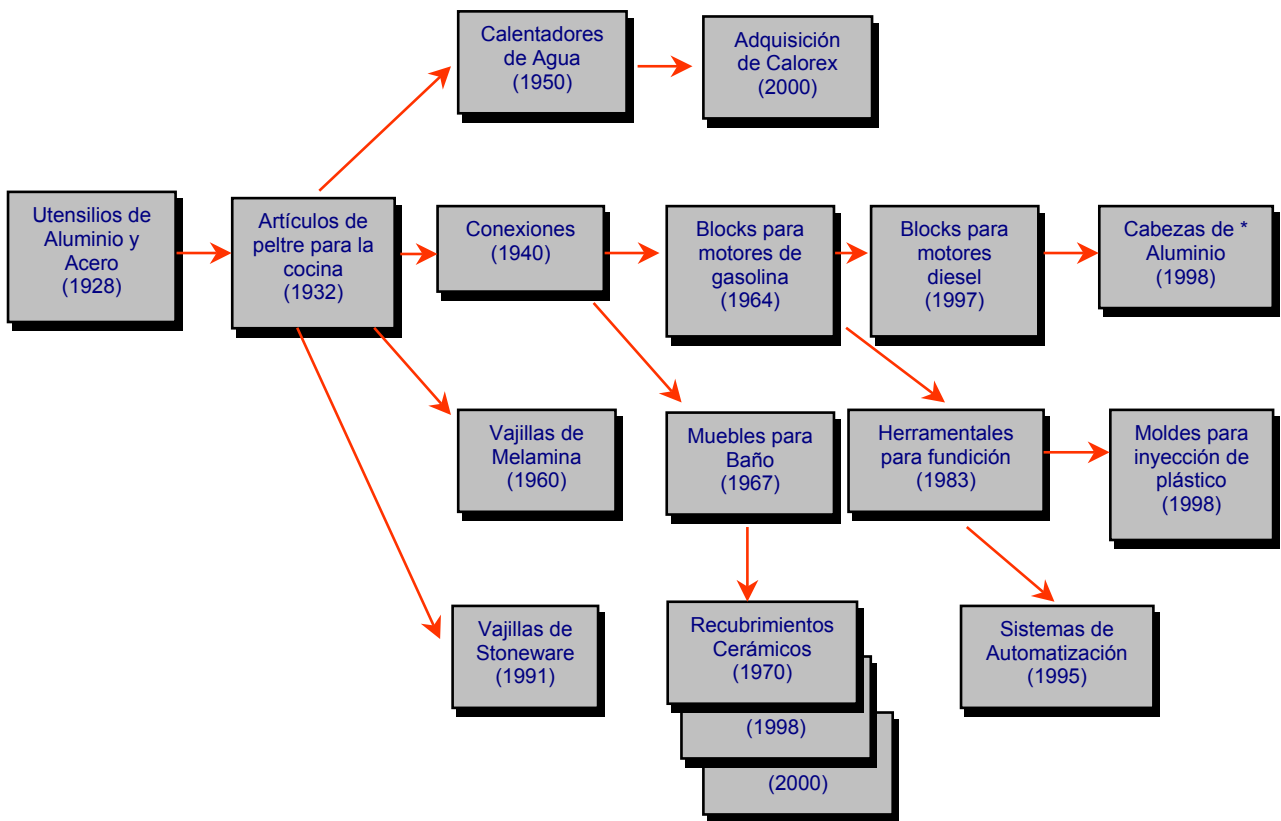 Calentadores
de Agua
(1950)
Adquisición
de Calorex
(2000)
Utensilios de
Aluminio y
Acero
(1928)
Artículos de
peltre para la
cocina
(1932)
Conexiones
(1940)
Blocks para
motores de
gasolina
(1964)
Blocks para
motores
diesel
(1997)
Cabezas de *
Aluminio
(1998)
Vajillas de
Melamina
(1960)
Muebles para
Baño
(1967)
Herramentales
para fundición
(1983)
Moldes para
inyección de
plástico
(1998)
Vajillas de
Stoneware
(1991)
Recubrimientos
Cerámicos
(1970)
(1998)
(2000)
Sistemas de
Automatización
(1995)